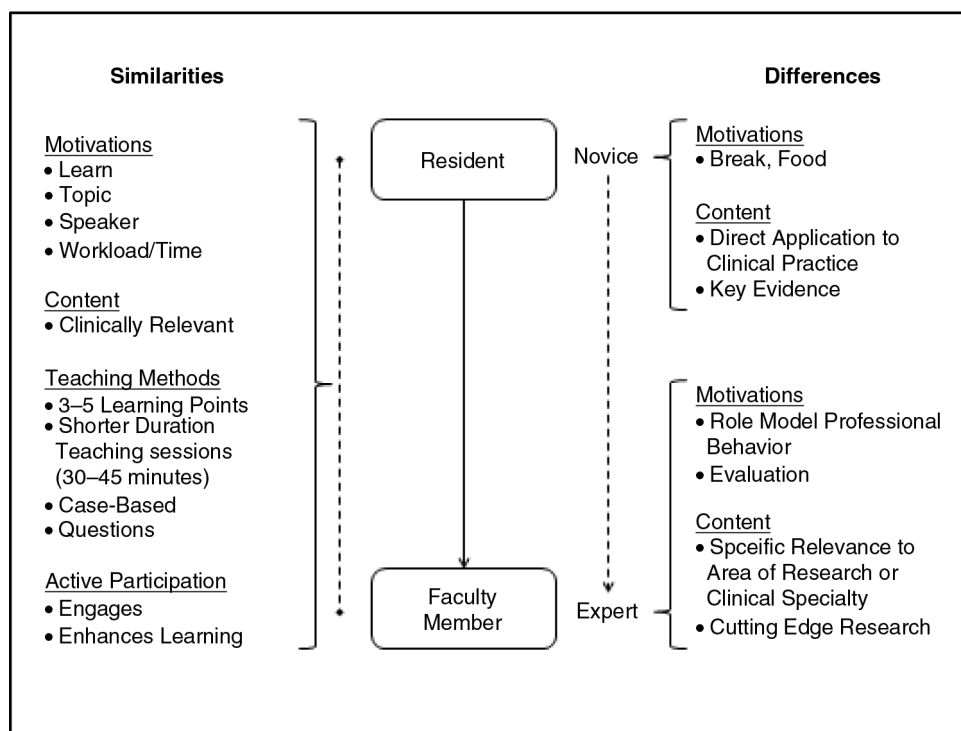 Similarities
Motivations
• Learn
• Topic
• Speaker
• Workload/Time
Content
• Clinically Relevant
Teaching Methods
• 3–5 Learning Points
• Shorter Duration
Teaching sessions
(30–45 minutes)
• Case-Based
• Questions
Active Participation
• Engages
• Enhances Learning
Resident
Faculty
Member
Novice
Expert
Differences
Motivations
• Break, Food
Content
• Direct Application to
Clinical Practice
• Key Evidence
Motivations
• Role Model Professional
Behavior
• Evaluation
Content
• Spceific Relevance to
Area of Research or
Clinical Specialty
• Cutting Edge Research